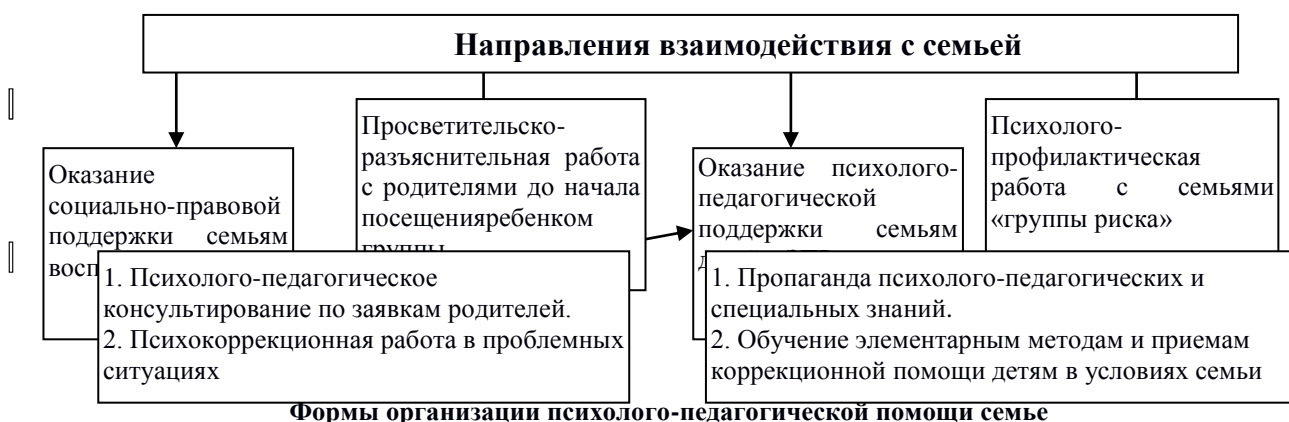 Направления взаимодействия с семьей
Оказание
социально-правовой
поддержки семьям
Просветительско-
разъяснительная работа
с родителями до начала
посещенияребенком
группы
Оказание психолого-
педагогической
поддержки семьям
Психолого-
профилактическая
работа с семьями
«группы риска»
1. Психолого-педагогическое
консультирование по заявкам родителей.
2. Психокоррекционная работа в проблемных
ситуациях
1. Пропаганда психолого-педагогических и
специальных знаний.
2. Обучение элементарным методам и приемам
коррекционной помощи детям в условиях семьи
Формы организации психолого-педагогической помощи семье